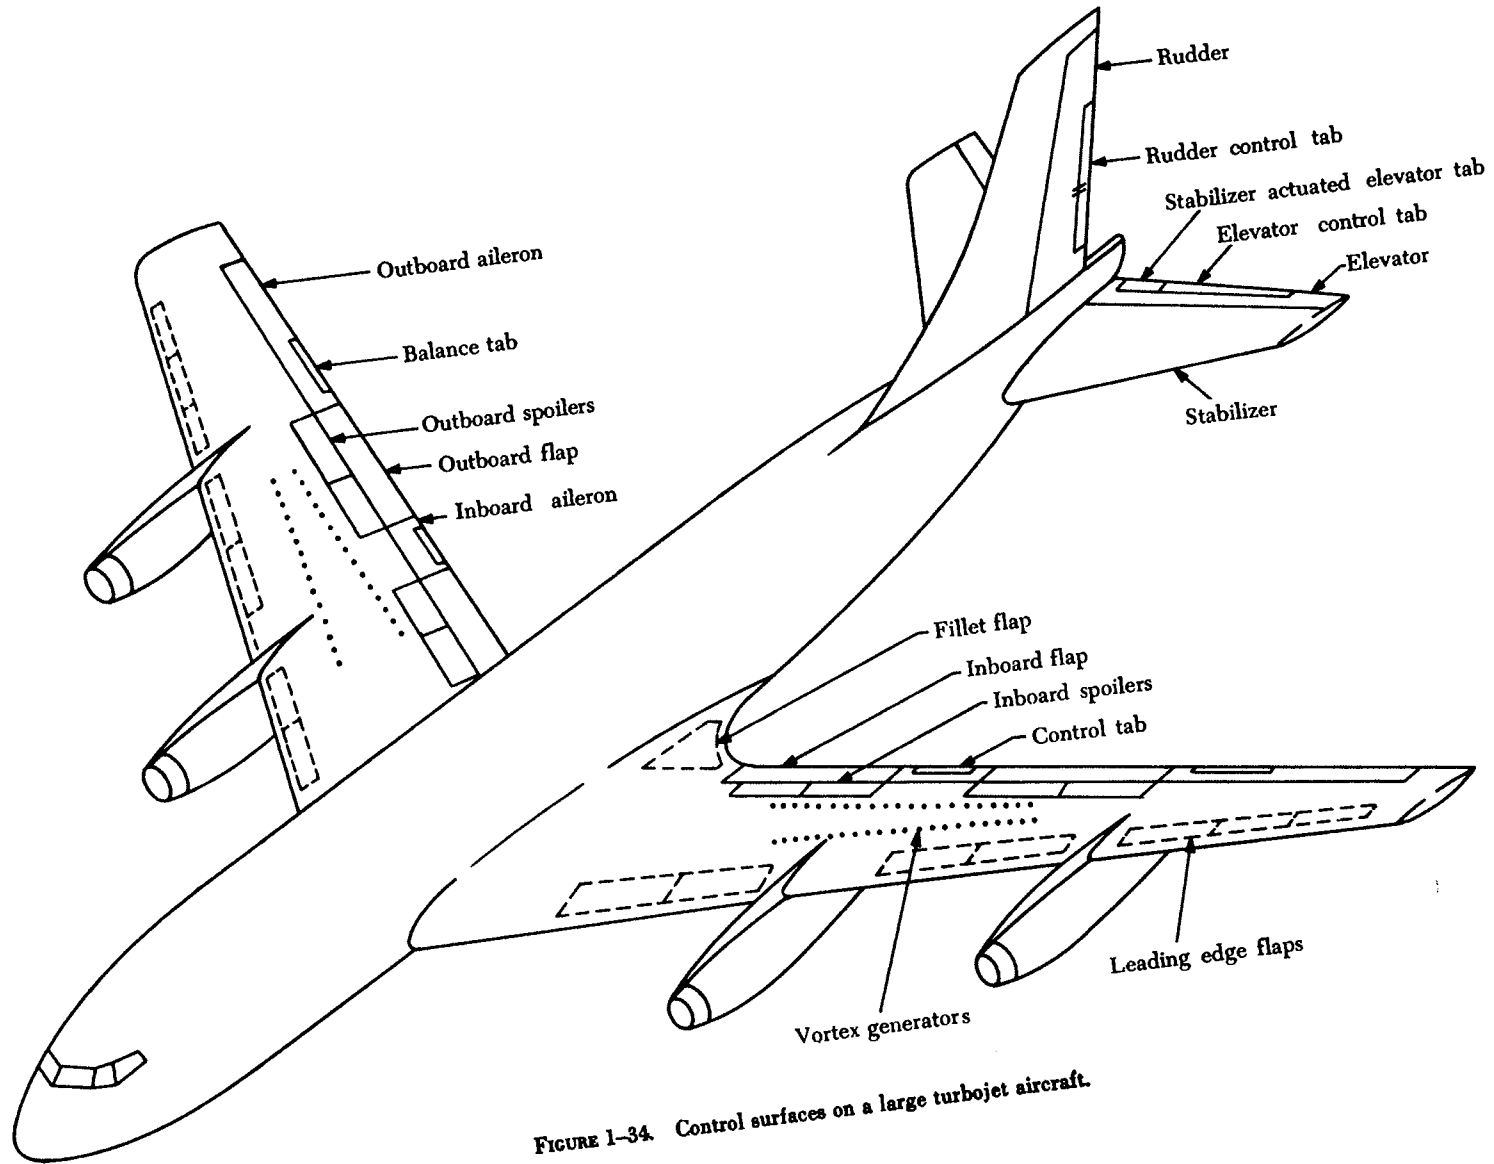 Rudder
Rudder control tab
Stabilizer actuated elevator tab
Elevator control tab
Elevator
Outboard aileron
Balance tab
Stabilizer
Outboard spoilers
Outboard flap
Inboard aileron
Fillet flap
Inboard flap
Inboard spoilers
Control tab
Leading edge flaps
Vortex generators
FIGURE 1–34. Control surfaces on a large turbojet aircraft.